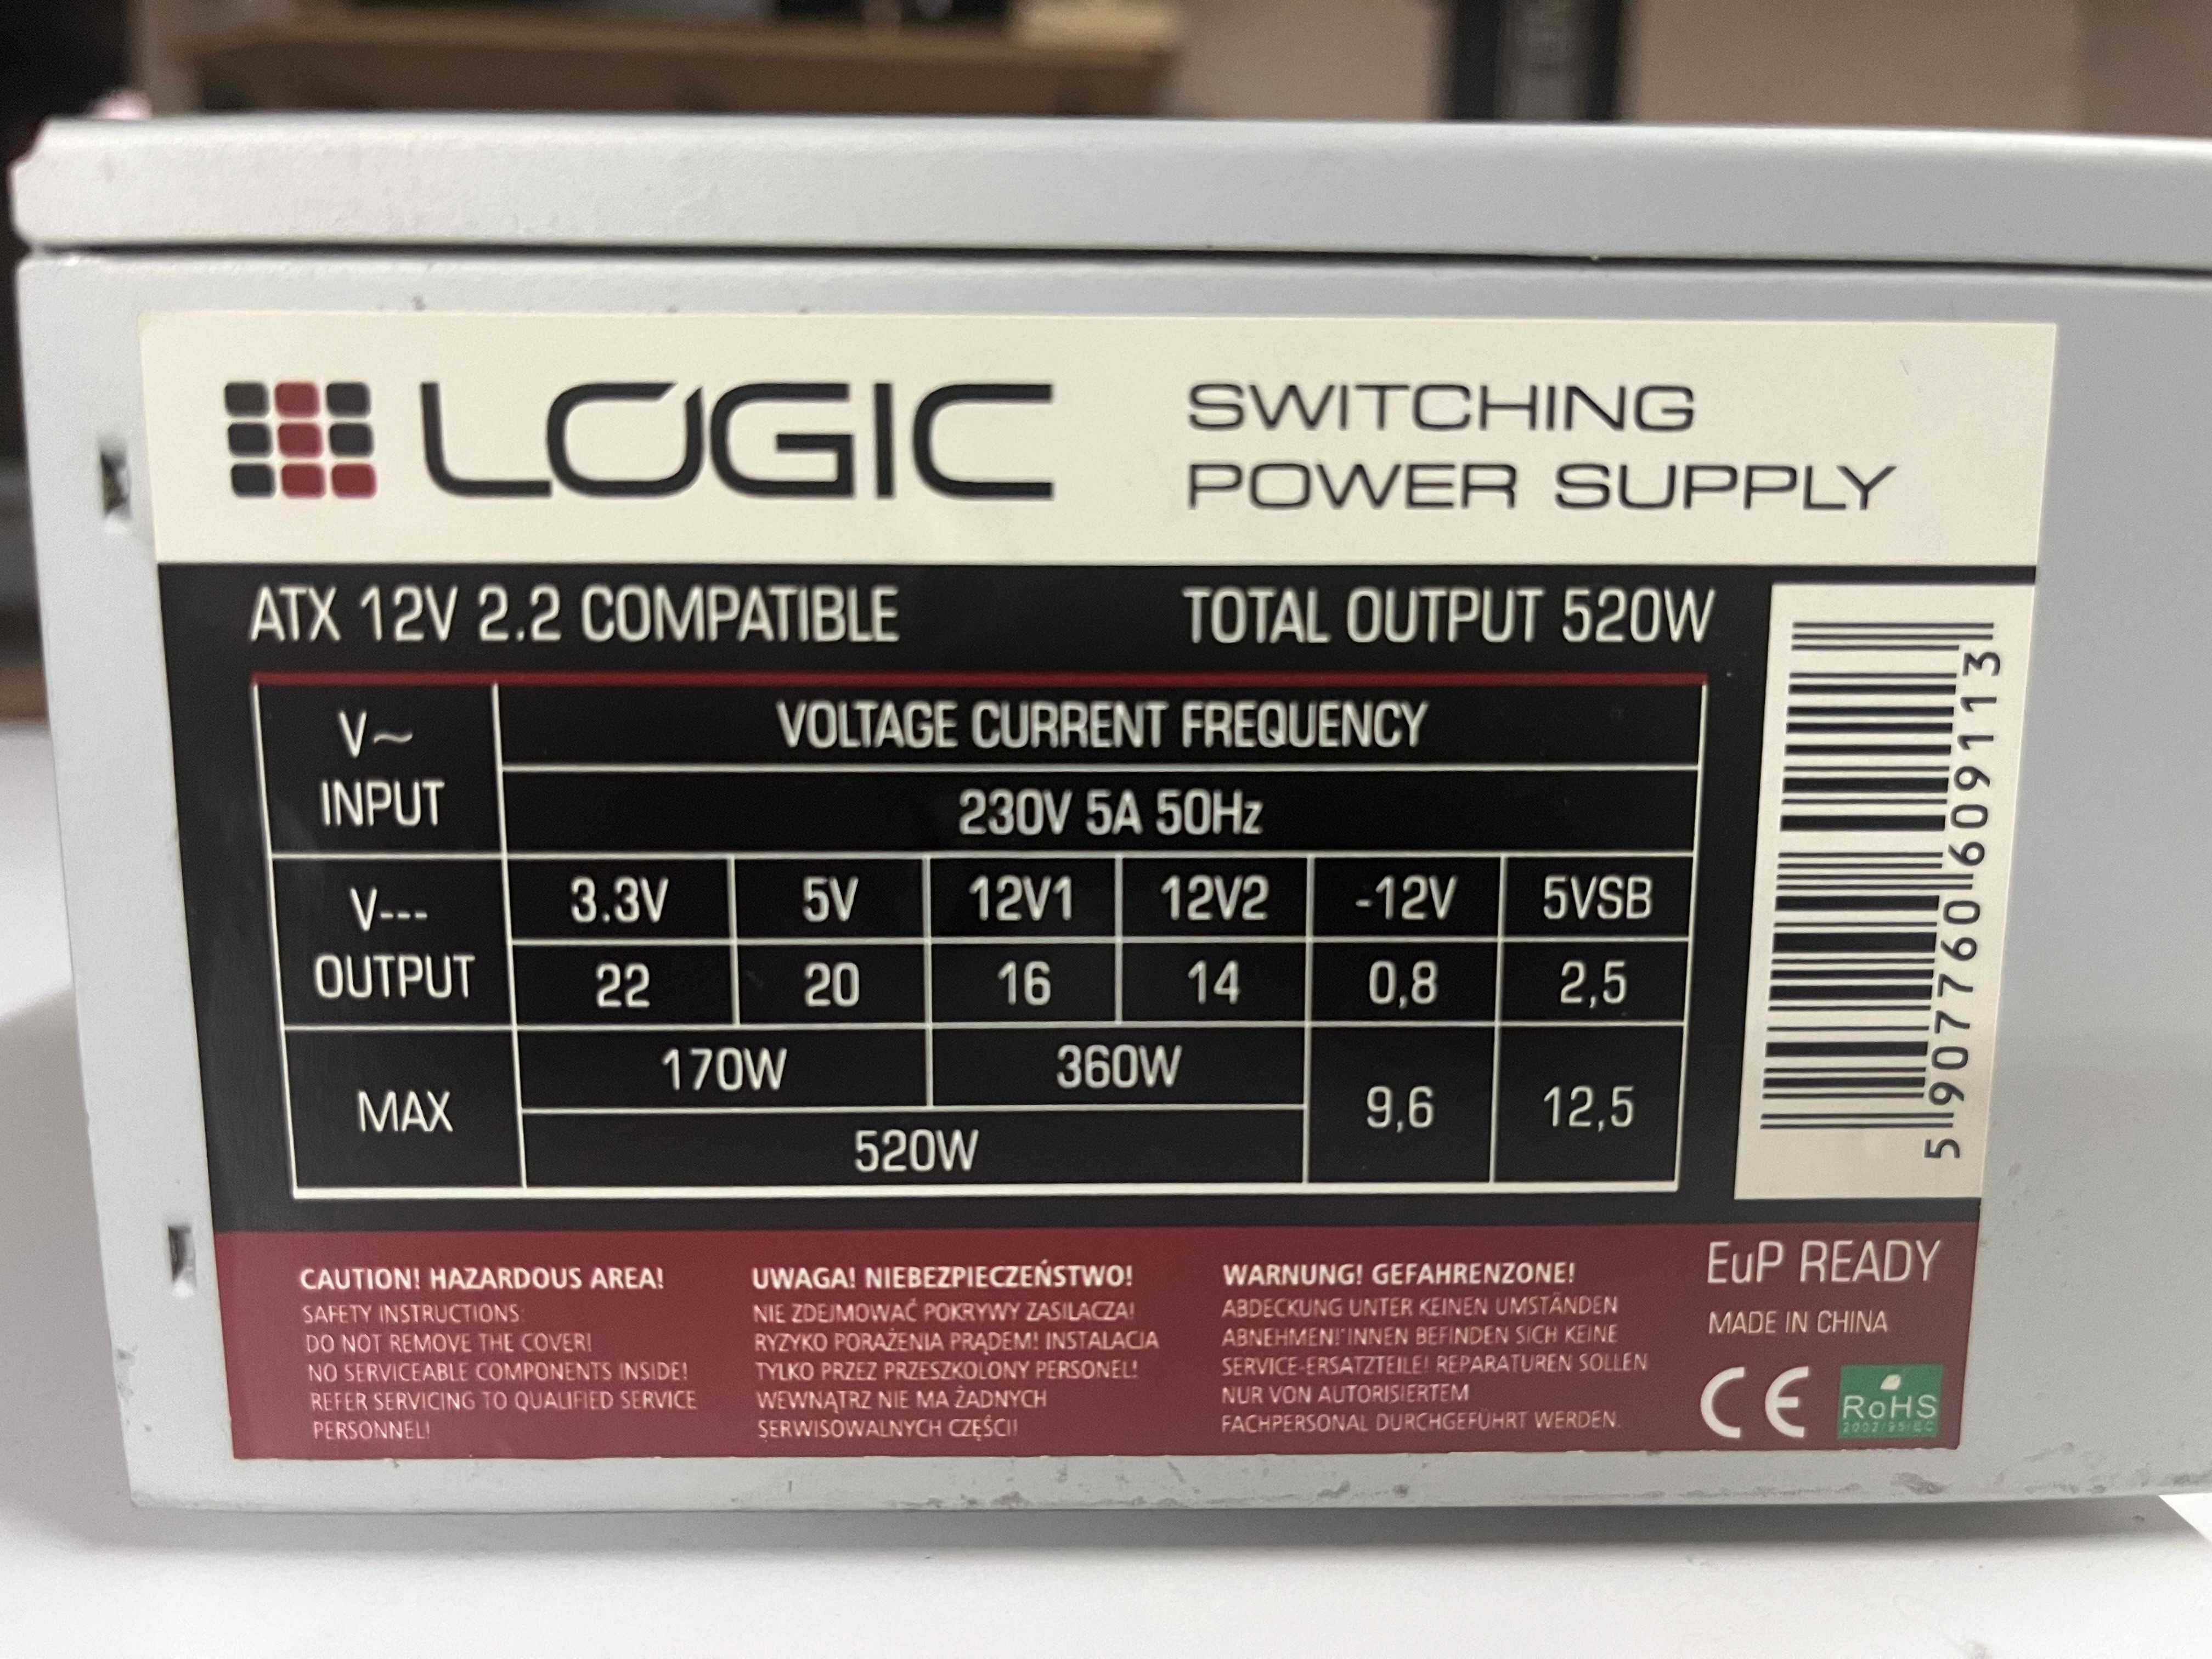 LOGIC
SWITCHING
POWER SUPPLY
ATX 12V 2.2 COMPATIBLE
TOTAL OUTPUT 520W
V~
INPUT
VOLTAGE CURRENT FREQUENCY
230V 5A 50Hz
V---
OUTPUT
3.3V 5V 12V1 12V2 -12V 5VSB
22 20 16 14 0,8 2,5
MAX
170W 360W 9,6 12,5
520W
5 907760 609113
CAUTION! HAZARDOUS AREA!
SAFETY INSTRUCTIONS:
DO NOT REMOVE THE COVER!
NO SERVICEABLE COMPONENTS INSIDE!
REFER SERVICING TO QUALIFIED SERVICE
PERSONNEL!
UWAGA! NIEBEZPIECZEŃSTWO!
NIE ZDEJMOWAĆ POKRYWY ZASILACZA!
RYZYKO PORAŻENIA PRĄDEM! INSTALACJA
TYLKO PRZEZ PRZESZKOLONY PERSONEL!
WEWNĄTRZ NIE MA ŻADNYCH
SERWISOWALNYCH CZĘŚCI!
WARNUNG! GEFAHRENZONE!
ABDECKUNG UNTER KEINEN UMSTÄNDEN
ABNEHMEN! INNEN BEFINDEN SICH KEINE
SERVICE-ERSATZTEILE! REPARATUREN SOLLEN
NUR VON AUTORISIERTEM
FACHPERSONAL DURCHGEFÜHRT WERDEN.
EuP READY
MADE IN CHINA
CE
RoHS
2002/95/EC